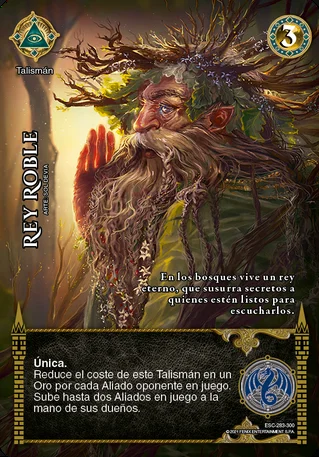 3
Talismán
REY ROBLE
ARTE: SOLDEVIA
En los bosques vive un rey
eterno, que susurra secretos a
quienes estén listos para
escucharlos.
Única.
Reduce el coste de este Talismán en un
Oro por cada Aliado oponente en juego.
Sube hasta dos Aliados en juego a la
mano de sus dueños.
ESC-293-300
©2021 FENIX ENTERTAINMENT S.P.A.